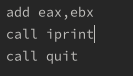 add eax,ebx
call iprint
call quit